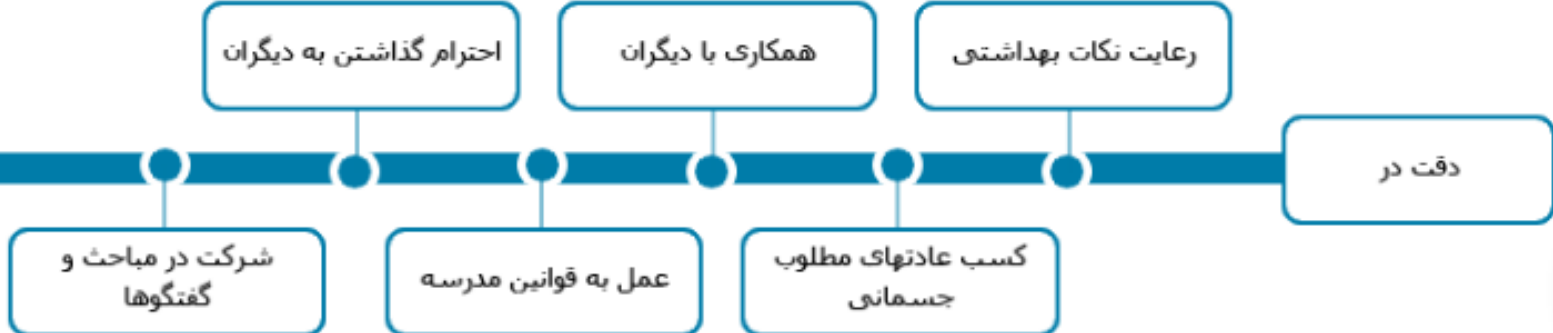 دقت در
رعایت نکات بهداشتی
کسب عادتهای مطلوب
جسمانی
همکاری با دیگران
عمل به قوانین مدرسه
احترام گذاشتن به دیگران
شرکت در مباحث و
گفتگوها